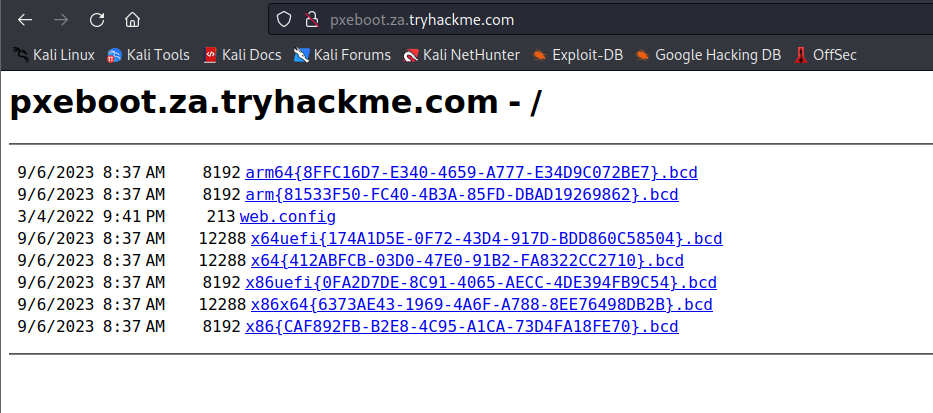 pxeboot.za.tryhackme.com
Kali Linux Kali Tools Kali Docs Kali Forums Kali NetHunter Exploit-DB Google Hacking DB OffSec
pxeboot.za.tryhackme.com - /
9/6/2023 8:37 AM 8192 arm64{8FFC16D7-E340-4659-A777-E34D9C072BE7}.bcd
9/6/2023 8:37 AM 8192 arm{81533F50-FC40-4B3A-85FD-DBAD19269862}.bcd
3/4/2022 9:41 PM 213 web.config
9/6/2023 8:37 AM 12288 x64uefi{174A1D5E-0F72-43D4-917D-BDD860C58504}.bcd
9/6/2023 8:37 AM 12288 x64{412ABFCB-03D0-47E0-91B2-FA8322CC2710}.bcd
9/6/2023 8:37 AM 8192 x86uefi{0FA2D7DE-8C91-4065-AECC-4DE394FB9C54}.bcd
9/6/2023 8:37 AM 12288 x86x64{6373AE43-1969-4A6F-A788-8EE76498DB2B}.bcd
9/6/2023 8:37 AM 8192 x86{CAF892FB-B2E8-4C95-A1CA-73D4FA18FE70}.bcd